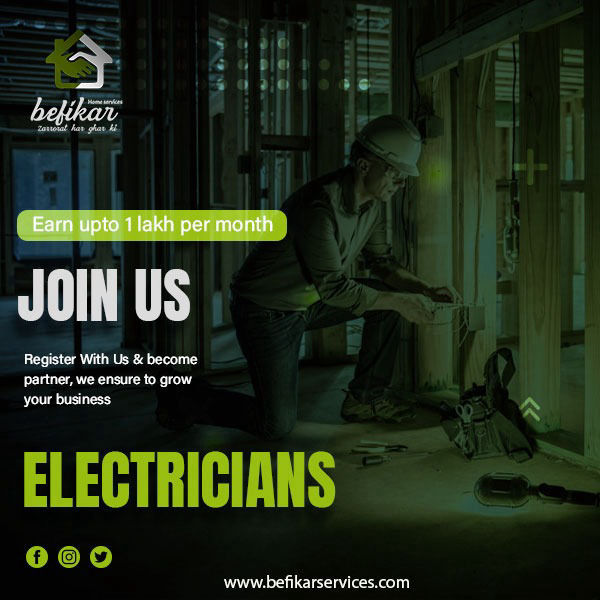 Home services
befikar
Zarrorat har ghar ki
Earn upto 1 lakh per month
JOIN US
Register With Us & become
partner, we ensure to grow
your business
ELECTRICIANS
www.befikarservices.com